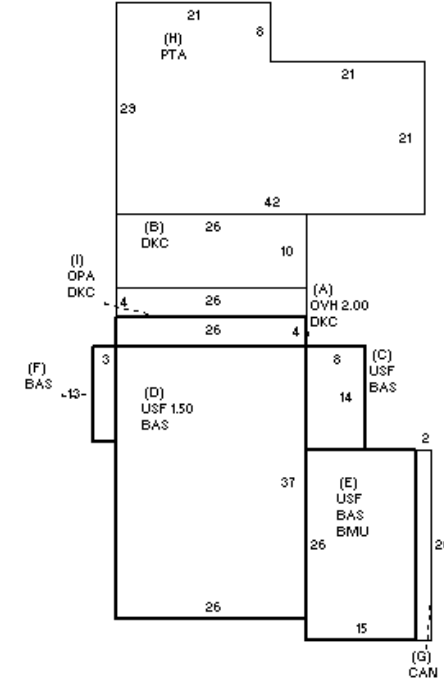 21
(H)
PTA
8
21
29
21
42
(B)
DKC
26
10
(I)
OPA
DKC
4
26
(A)
OVH 2.00
DKC
26
4
(F)
BAS
3
8
(C)
USF
BAS
-13-
(D)
USF 1.50
BAS
14
2
37
(E)
USF
BAS
BMU
26
26
15
(G)
CAN